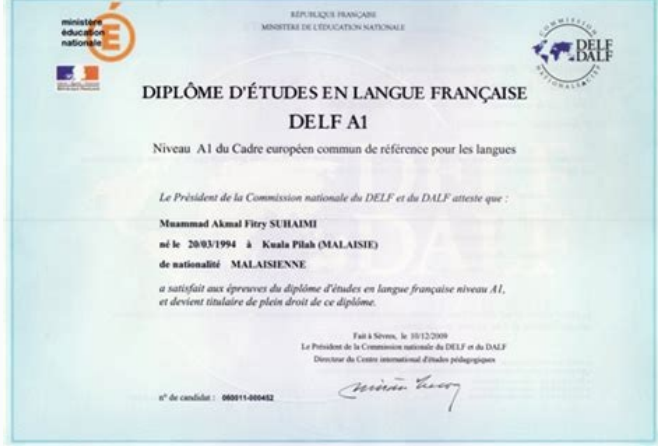 ministère
éducation
nationale
RÉPUBLIQUE FRANÇAISE
MINISTÈRE DE L'ÉDUCATION NATIONALE
COMMISSION
NATIONALE
DELF
DALF
DIPLÔME D'ÉTUDES EN LANGUE FRANÇAISE
DELF A1
Niveau A1 du Cadre européen commun de référence pour les langues
Le Président de la Commission nationale du DELF et du DALF atteste que :
Muammad Akmal Fitry SUHAIMI
né le 20/03/1994 à Kuala Pilah (MALAISIE)
de nationalité MALAISIENNE
a satisfait aux épreuves du diplôme d'études en langue française niveau A1,
et devient titulaire de plein droit de ce diplôme.
Fait à Sèvres, le 10/12/2009
Le Président de la Commission nationale du DELF et du DALF
Directeur du Centre international d'études pédagogiques
n° de candidat : 060011-000452